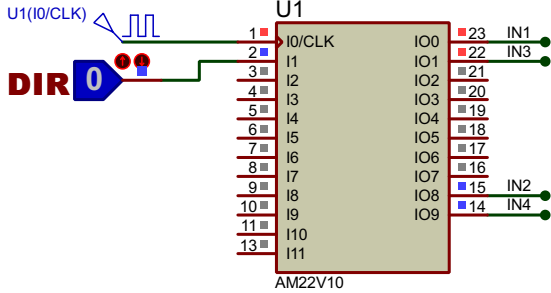 U1(I0/CLK)
DIR 0
U1
1 I0/CLK IO0 23 IN1
2 I1 IO1 22 IN3
3 I2 IO2 21
4 I3 IO3 20
5 I4 IO4 19
6 I5 IO5 18
7 I6 IO6 17
8 I7 IO7 16
9 I8 IO8 15 IN2
10 I9 IO9 14 IN4
11 I10
13 I11
AM22V10